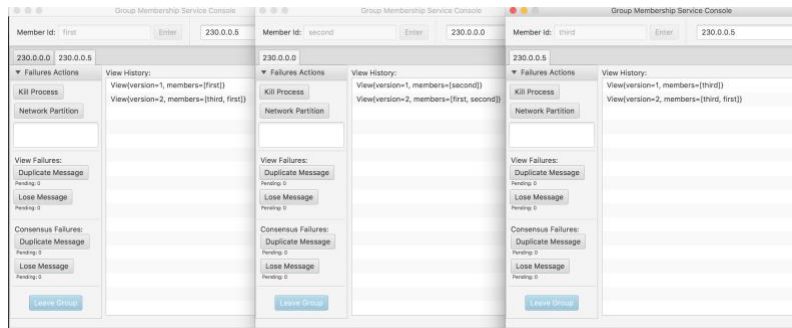 Group Membership Service Console
Member Id: first Enter 230.0.0.5
230.0.0.0 230.0.0.5
▼ Failures Actions
Kill Process
Network Partition
View Failures:
Duplicate Message
Pending: 0
Lose Message
Pending: 0
Consensus Failures:
Duplicate Message
Pending: 0
Lose Message
Pending: 0
Leave Group
View History:
View{version=1, members=[first]}
View{version=2, members=[third, first]}
Group Membership Service Console
Member Id: second Enter 230.0.0.0
230.0.0.0
▼ Failures Actions
Kill Process
Network Partition
View Failures:
Duplicate Message
Pending: 0
Lose Message
Pending: 0
Consensus Failures:
Duplicate Message
Pending: 0
Lose Message
Pending: 0
Leave Group
View History:
View{version=1, members=[second]}
View{version=2, members=[first, second]}
Group Membership Service Console
Member Id: third Enter 230.0.0.5
230.0.0.5
▼ Failures Actions
Kill Process
Network Partition
View Failures:
Duplicate Message
Pending: 0
Lose Message
Pending: 0
Consensus Failures:
Duplicate Message
Pending: 0
Lose Message
Pending: 0
Leave Group
View History:
View{version=1, members=[third]}
View{version=2, members=[third, first]}